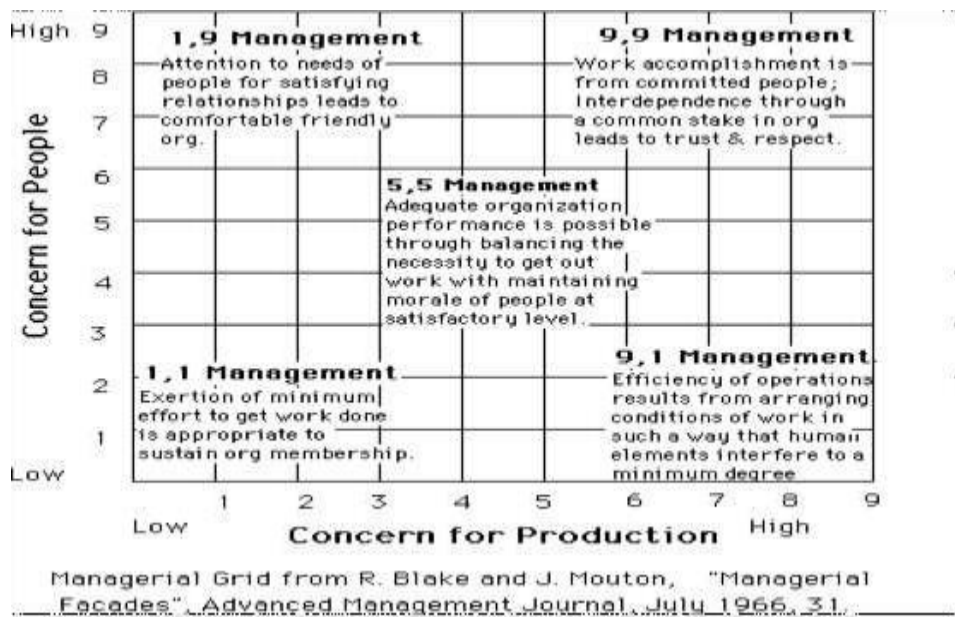 High 9
8
7
6
5
4
3
2
1
Low
Concern for People
1,9 Management
Attention to needs of
people for satisfying
relationships leads to
comfortable friendly
org.
9,9 Management
Work accomplishment is
from committed people;
Interdependence through
a common stake in org
leads to trust & respect.
5,5 Management
Adequate organization
performance is possible
through balancing the
necessity to get out
work with maintaining
morale of people at
satisfactory level.
1,1 Management
Exertion of minimum
effort to get work done
is appropriate to
sustain org membership.
9,1 Management
Efficiency of operations
results from arranging
conditions of work in
such a way that human
elements interfere to a
minimum degree
1 2 3 4 5 6 7 8 9
Low High
Concern for Production
Managerial Grid from R. Blake and J. Mouton, "Managerial
Facades", Advanced Management Journal, July 1966, 31.